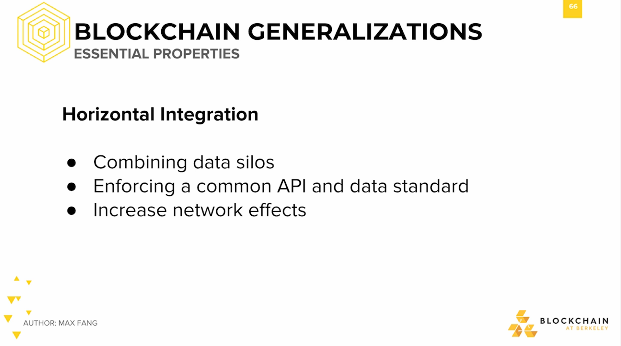 66
BLOCKCHAIN GENERALIZATIONS
ESSENTIAL PROPERTIES
Horizontal Integration
● Combining data silos
● Enforcing a common API and data standard
● Increase network effects
AUTHOR: MAX FANG
BLOCKCHAIN
AT BERKELEY